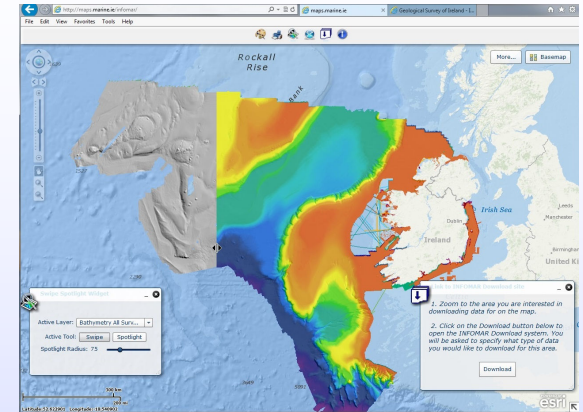 http://maps.marine.ie/infomar/
maps.marine.ie
Geological Survey of Ireland - I...
File Edit View Favorites Tools Help
Rockall
Rise
Bank
More...
Basemap
Irish Sea
Leeds
Manchester
Dublin
Ireland
Birmingham
United Ki
Swipe Spotlight Widget
Active Layer: Bathymetry All Surv...
Active Tool: Swipe Spotlight
Spotlight Radius: 75
1. Zoom to the area you are interested in
downloading data for on the map.
2. Click on the Download button below to
open the INFOMAR Download system. You
will be asked to specify what type of data
you would like to download for this area.
Download
100 km
200 mi
esri